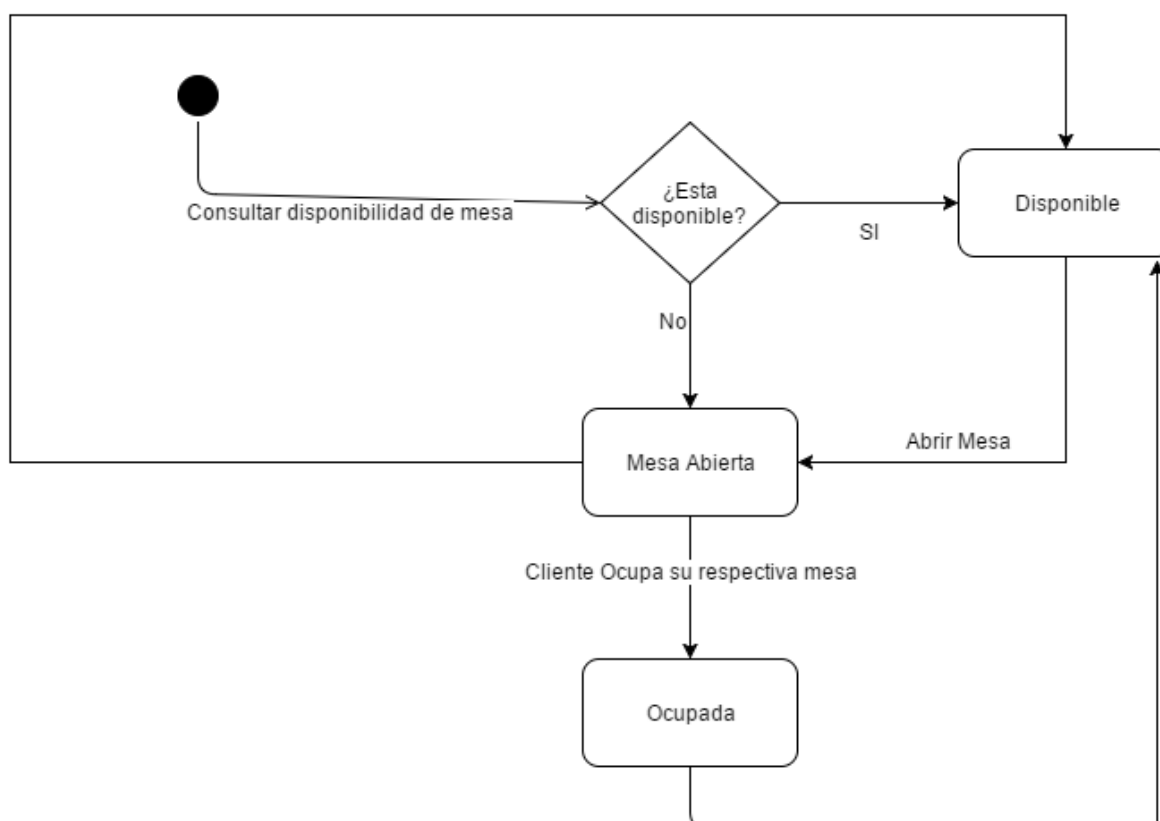 ¿Esta
disponible?
Consultar disponibilidad de mesa
Disponible
SI
No
Abrir Mesa
Mesa Abierta
Cliente Ocupa su respectiva mesa
Ocupada